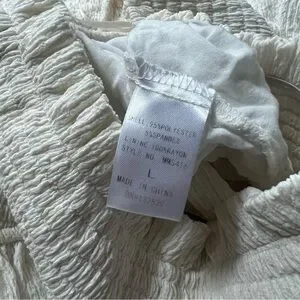 SHELL:95%POLYESTER
5%SPANDEX
LINING:100%RAYON
STYLE NO.
L
MADE IN CHINA